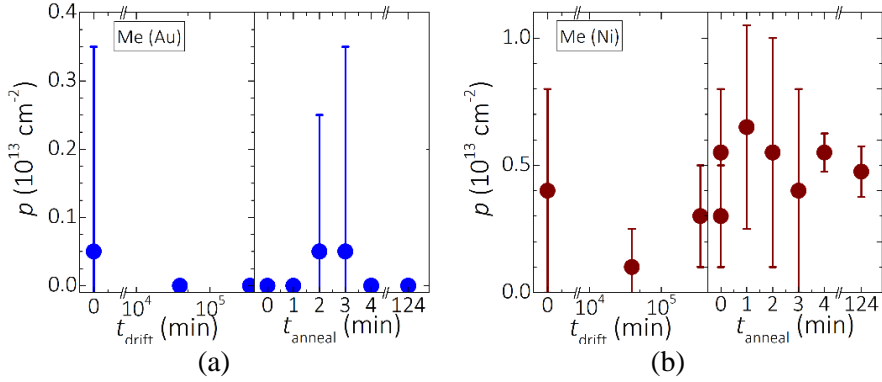 Me (Au)
p (10^13 cm^-2)
0.4
0.3
0.2
0.1
0.0
0 10^4 10^5 0 1 2 3 4 124
t_drift (min) t_anneal (min)
(a)
Me (Ni)
p (10^13 cm^-2)
1.0
0.5
0.0
0 10^4 10^5 0 1 2 3 4 124
t_drift (min) t_anneal (min)
(b)